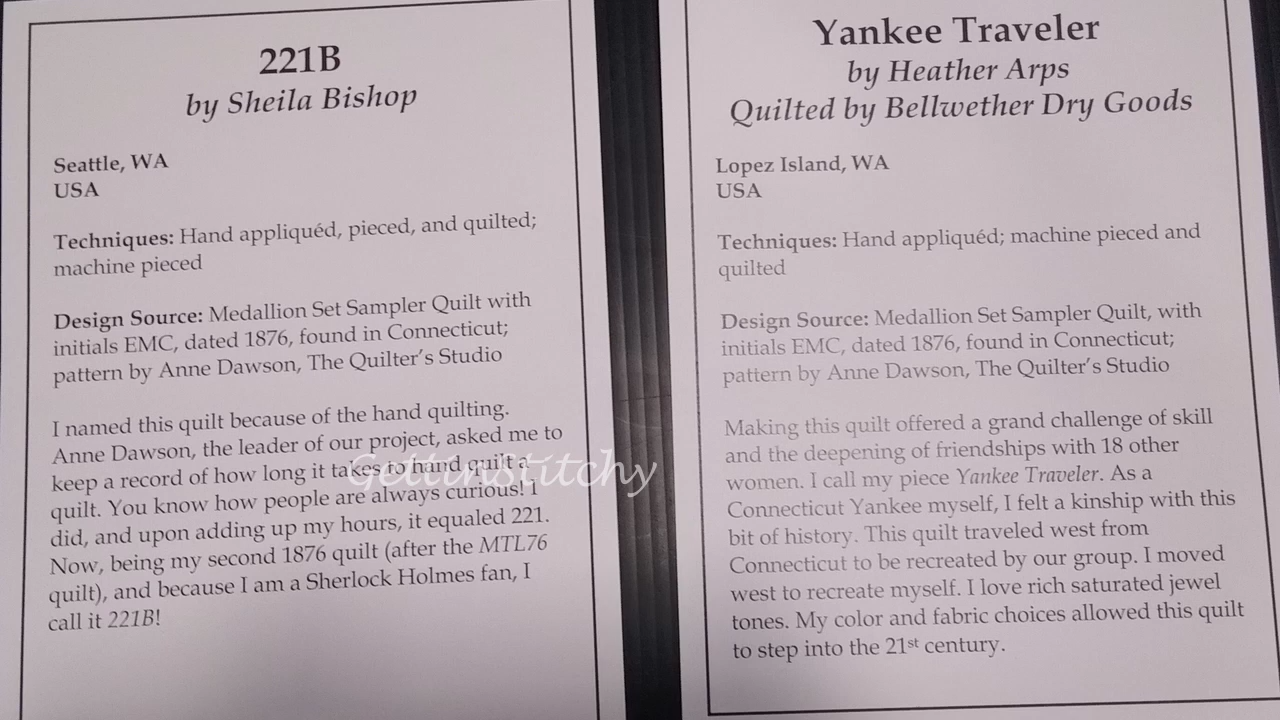 221B
by Sheila Bishop
Seattle, WA
USA
Techniques: Hand appliquéd, pieced, and quilted;
machine pieced
Design Source: Medallion Set Sampler Quilt with
initials EMC, dated 1876, found in Connecticut;
pattern by Anne Dawson, The Quilter's Studio
I named this quilt because of the hand quilting.
Anne Dawson, the leader of our project, asked me to
keep a record of how long it takes to hand quilt a
quilt. You know how people are always curious! I
did, and upon adding up my hours, it equaled 221.
Now, being my second 1876 quilt (after the MTL76
quilt), and because I am a Sherlock Holmes fan, I
call it 221B!
GettinStitchy
Yankee Traveler
by Heather Arps
Quilted by Bellwether Dry Goods
Lopez Island, WA
USA
Techniques: Hand appliquéd; machine pieced and
quilted
Design Source: Medallion Set Sampler Quilt, with
initials EMC, dated 1876, found in Connecticut;
pattern by Anne Dawson, The Quilter's Studio
Making this quilt offered a grand challenge of skill
and the deepening of friendships with 18 other
women. I call my piece Yankee Traveler. As a
Connecticut Yankee myself, I felt a kinship with this
bit of history. This quilt traveled west from
Connecticut to be recreated by our group. I moved
west to recreate myself. I love rich saturated jewel
tones. My color and fabric choices allowed this quilt
to step into the 21st century.